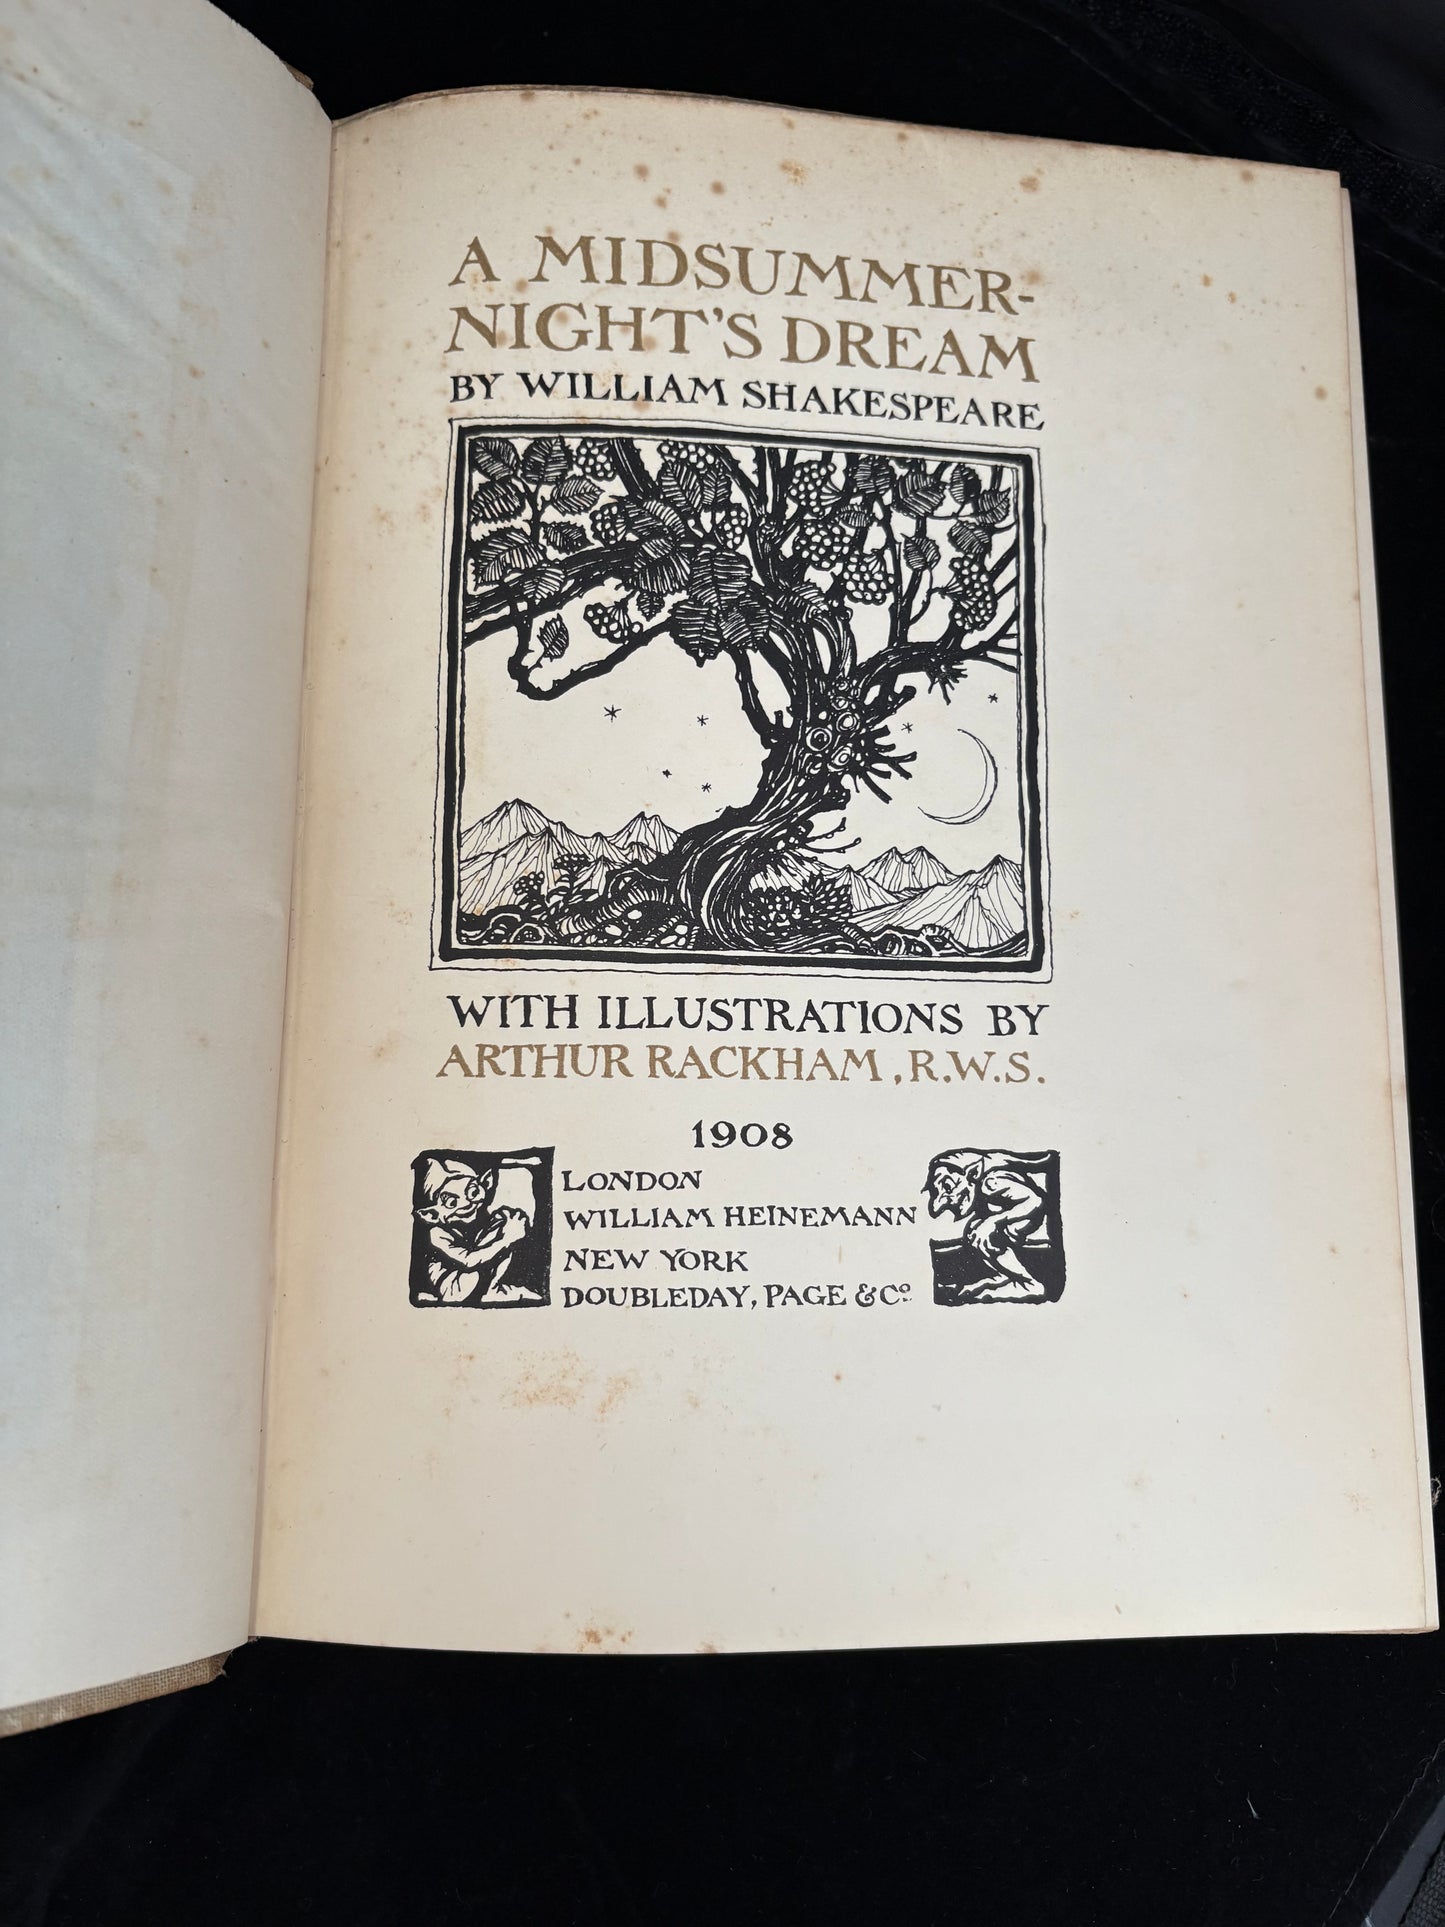 A MIDSUMMER-
NIGHT'S DREAM
BY WILLIAM SHAKESPEARE
WITH ILLUSTRATIONS BY
ARTHUR RACKHAM, R.W.S.
1908
LONDON
WILLIAM HEINEMANN
NEW YORK
DOUBLEDAY, PAGE & Co.